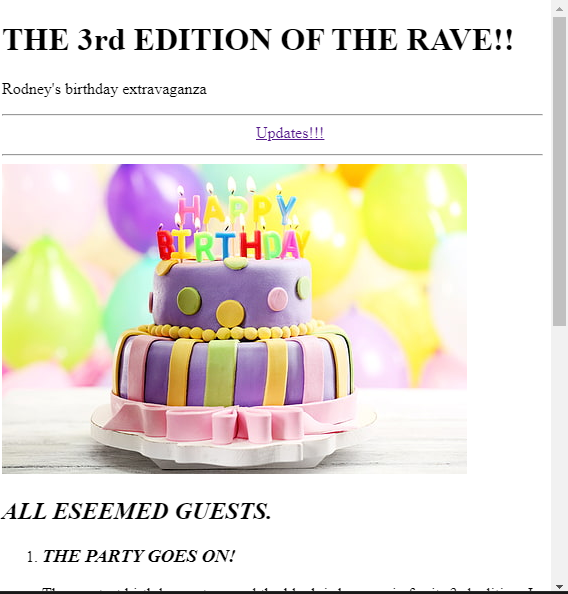 THE 3rd EDITION OF THE RAVE!!
Rodney's birthday extravaganza
Updates!!!
HAPPY
BIRTHDAY
ALL ESEEMED GUESTS.
1. THE PARTY GOES ON!